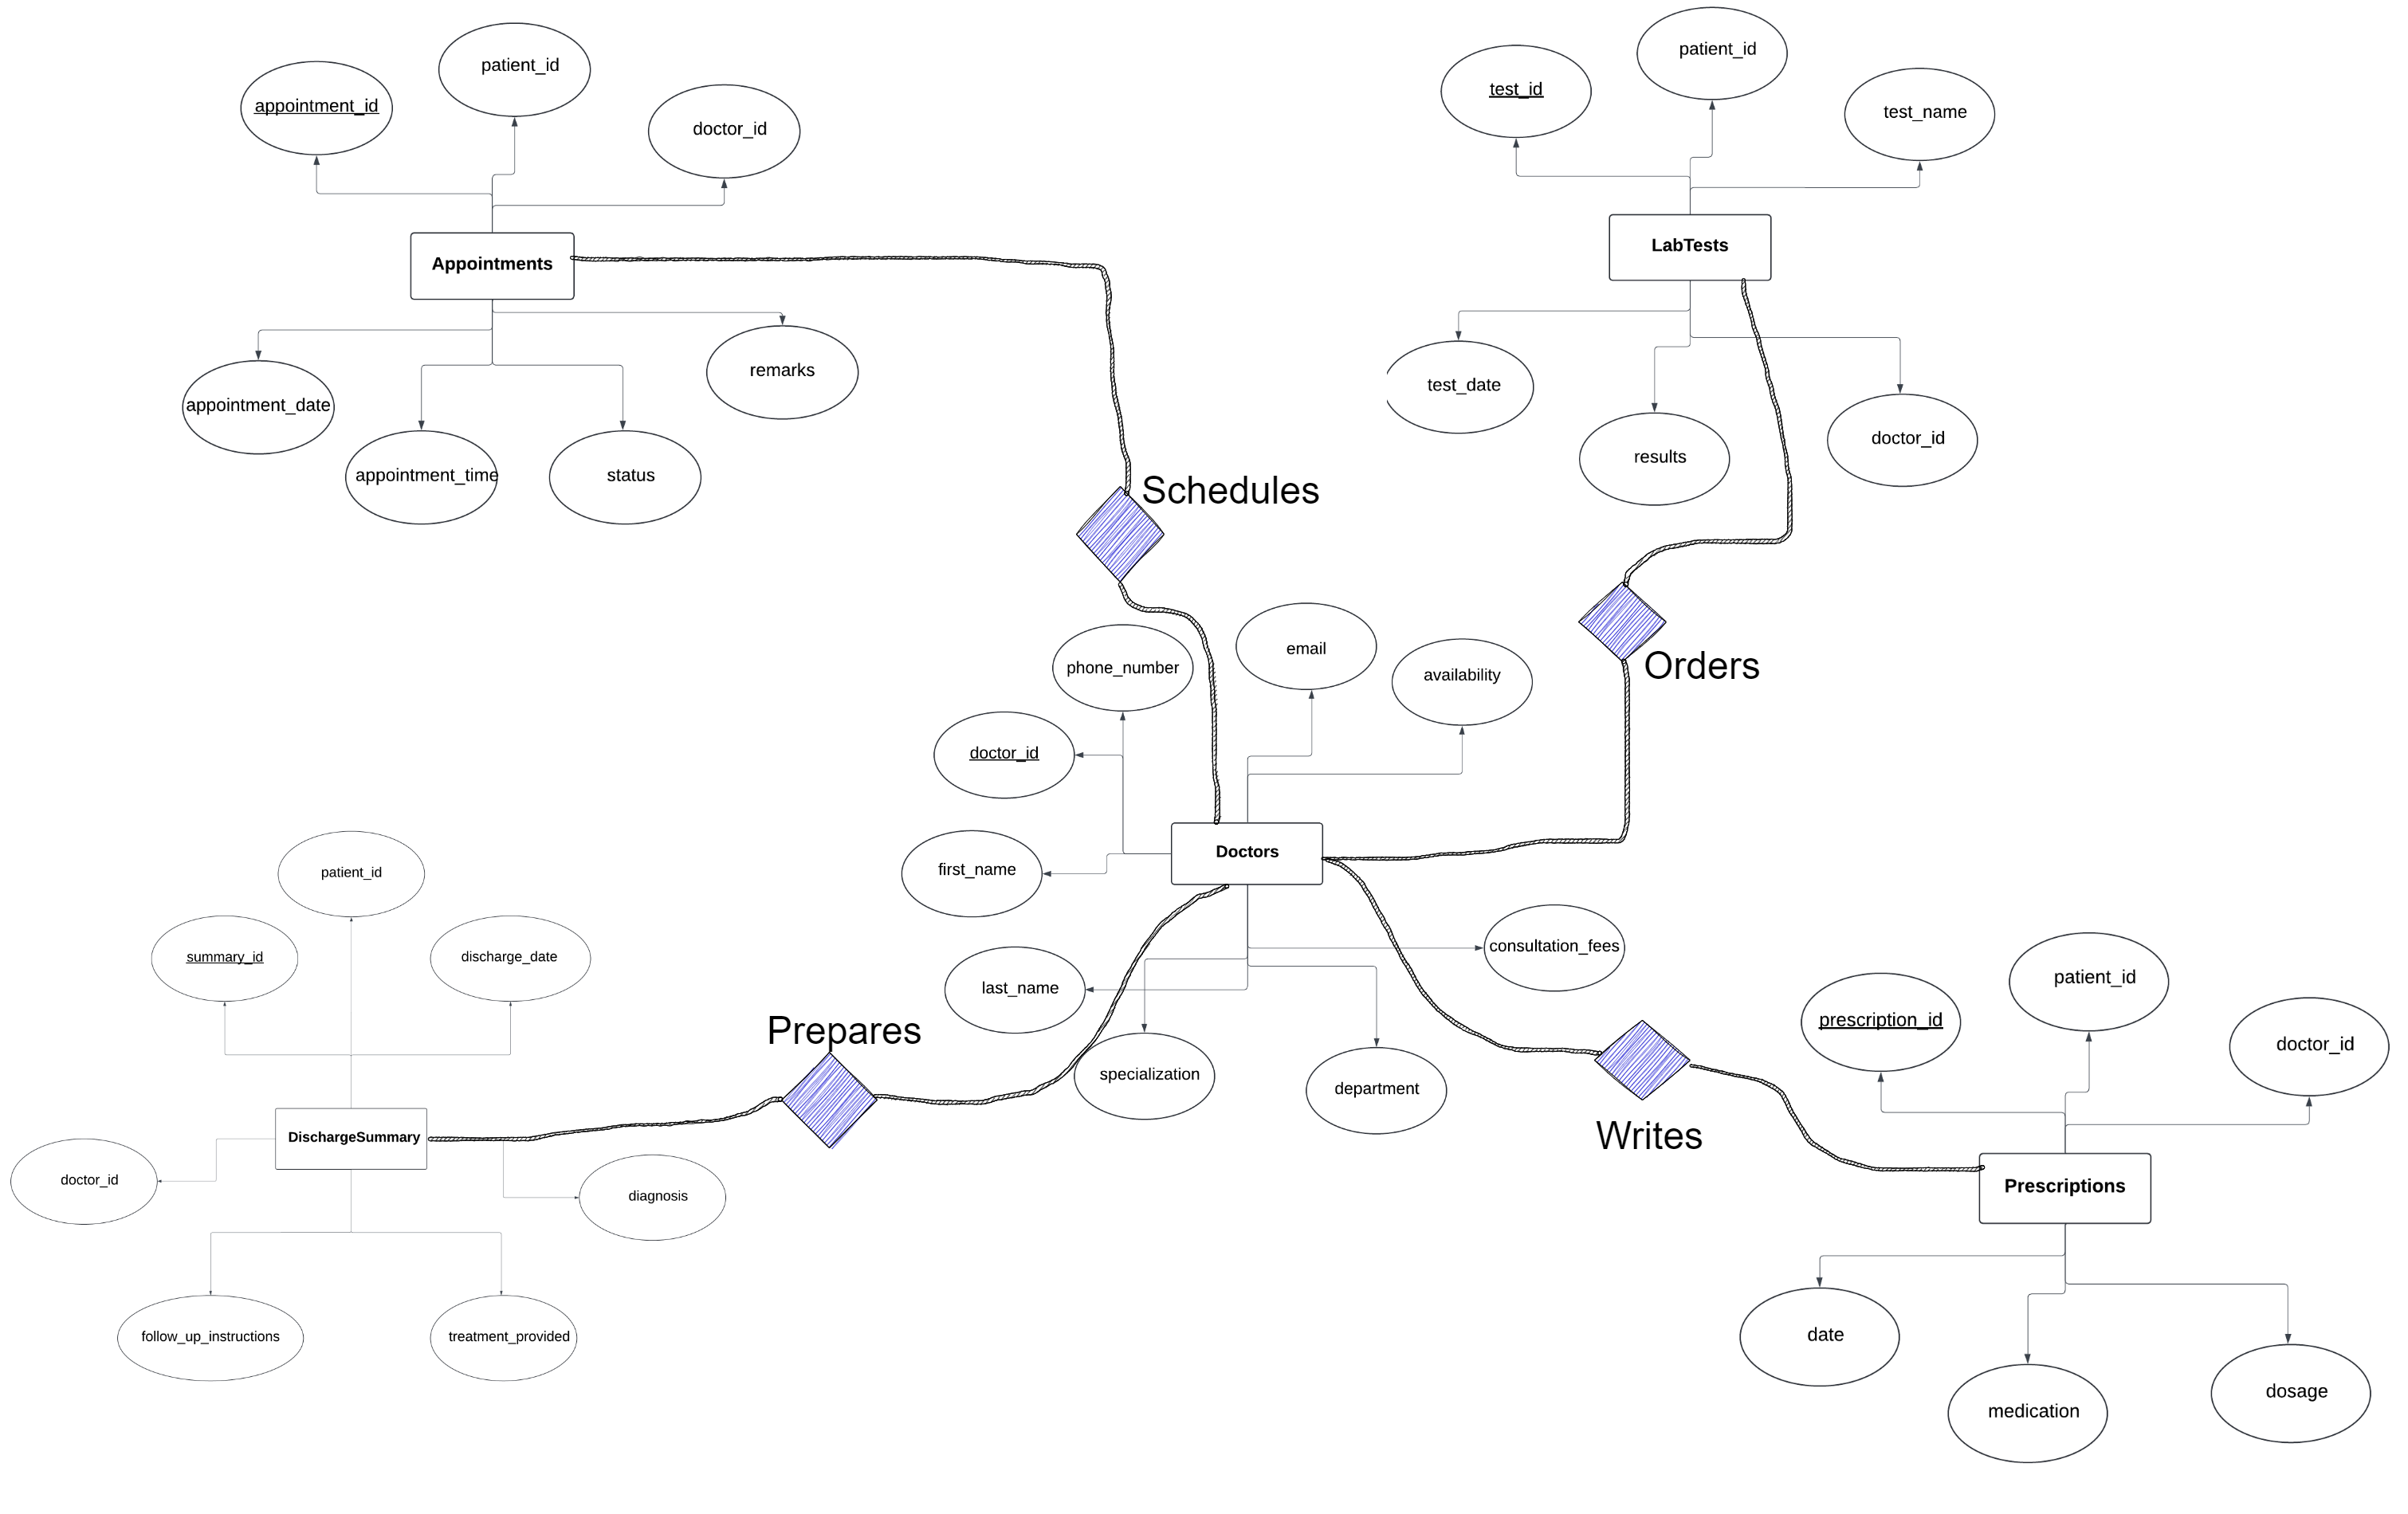 patient_id
appointment_id
doctor_id
Appointments
remarks
appointment_date
appointment_time
status
patient_id
test_id
test_name
LabTests
test_date
doctor_id
results
Schedules
Orders
email
phone_number
availability
doctor_id
Doctors
first_name
consultation_fees
last_name
specialization
department
Prepares
Writes
patient_id
summary_id
discharge_date
DischargeSummary
doctor_id
diagnosis
follow_up_instructions
treatment_provided
patient_id
prescription_id
doctor_id
Prescriptions
date
dosage
medication